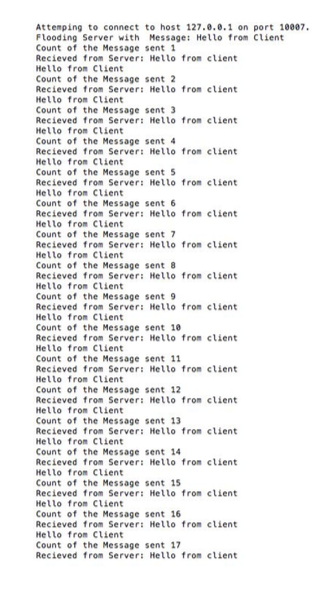 Attemping to connect to host 127.0.0.1 on port 10007.
Flooding Server with  Message: Hello from Client
Count of the Message sent 1
Recieved from Server: Hello from client
Hello from Client
Count of the Message sent 2
Recieved from Server: Hello from client
Hello from Client
Count of the Message sent 3
Recieved from Server: Hello from client
Hello from Client
Count of the Message sent 4
Recieved from Server: Hello from client
Hello from Client
Count of the Message sent 5
Recieved from Server: Hello from client
Hello from Client
Count of the Message sent 6
Recieved from Server: Hello from client
Hello from Client
Count of the Message sent 7
Recieved from Server: Hello from client
Hello from Client
Count of the Message sent 8
Recieved from Server: Hello from client
Hello from Client
Count of the Message sent 9
Recieved from Server: Hello from client
Hello from Client
Count of the Message sent 10
Recieved from Server: Hello from client
Hello from Client
Count of the Message sent 11
Recieved from Server: Hello from client
Hello from Client
Count of the Message sent 12
Recieved from Server: Hello from client
Hello from Client
Count of the Message sent 13
Recieved from Server: Hello from client
Hello from Client
Count of the Message sent 14
Recieved from Server: Hello from client
Hello from Client
Count of the Message sent 15
Recieved from Server: Hello from client
Hello from Client
Count of the Message sent 16
Recieved from Server: Hello from client
Hello from Client
Count of the Message sent 17
Recieved from Server: Hello from client